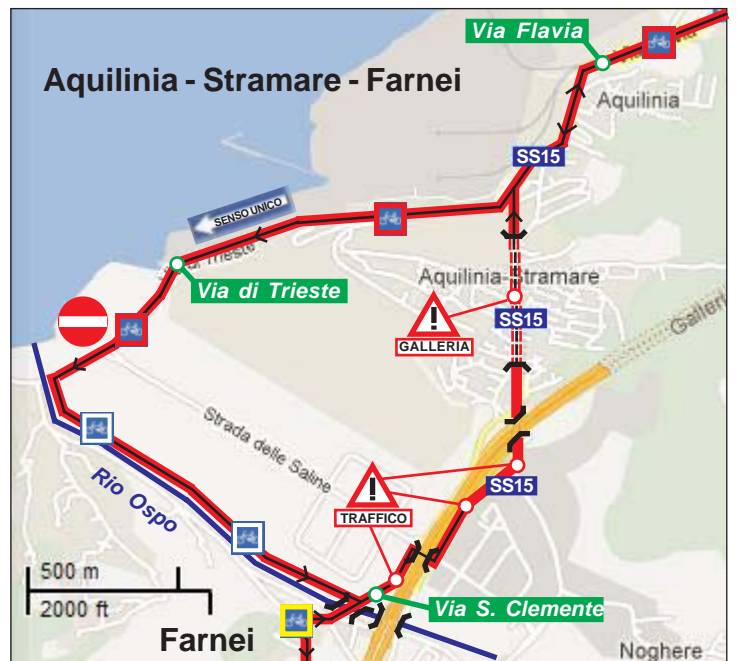 Via Flavia
Aquilinia - Stramare - Farnei
Aquilinia
SS15
SENSO UNICO
Via di Trieste
Aquilinia-Stramare
SS15
GALLERIA
Galleri
Strada delle Saline
Rio Ospo
SS15
TRAFFICO
500 m
2000 ft
Via S. Clemente
Farnei
Noghere